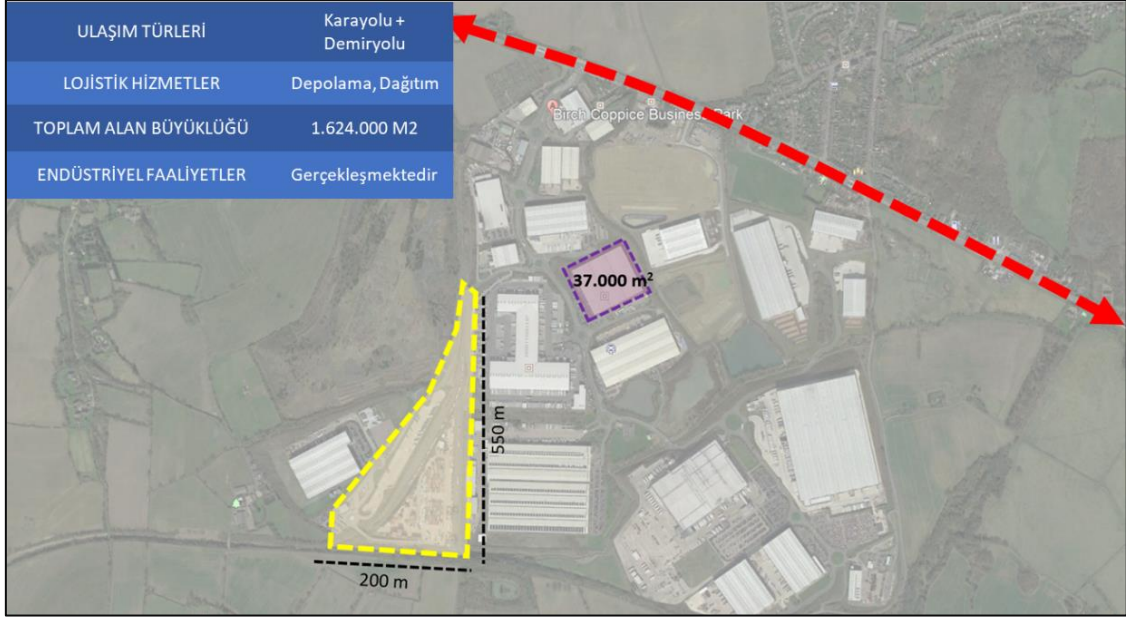 ULAŞIM TÜRLERİ
Karayolu +
Demiryolu
LOJİSTİK HİZMETLER
Depolama, Dağıtım
TOPLAM ALAN BÜYÜKLÜĞÜ
1.624.000 M2
ENDÜSTRİYEL FAALİYETLER
Gerçekleşmektedir
Birch Coppice Business Park
37.000 m²
550 m
200 m